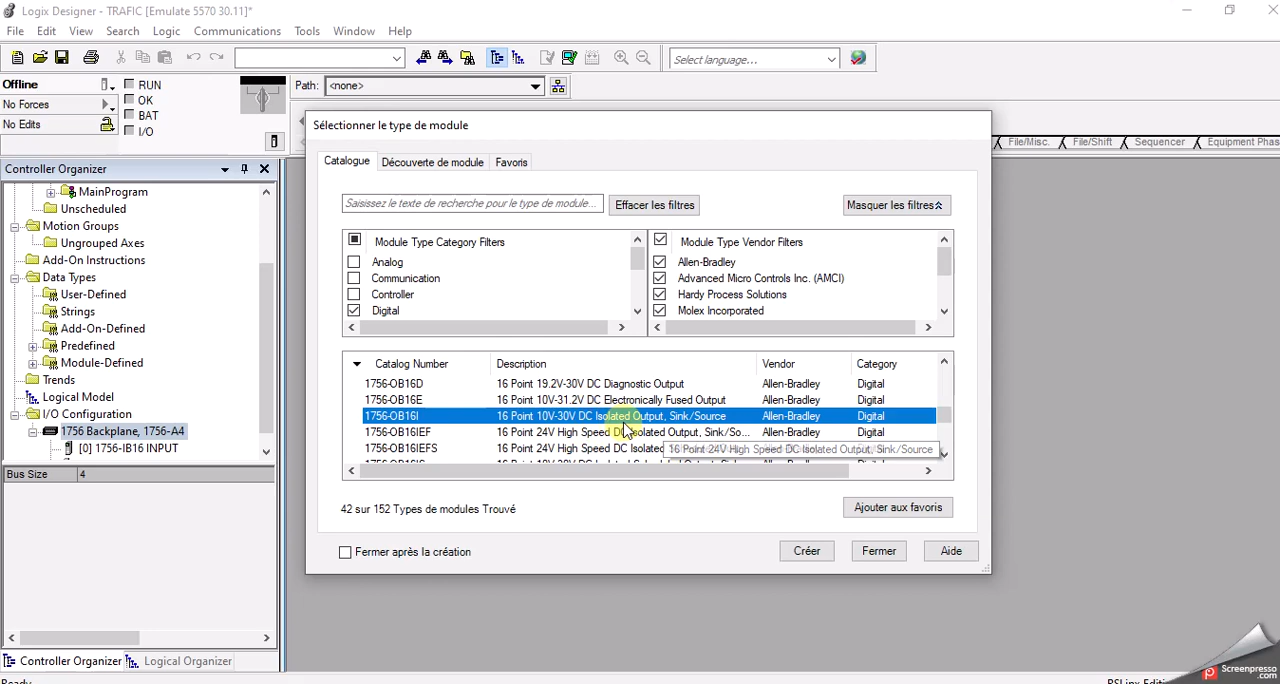 Logix Designer - TRAFIC [Emulate 5570 30.11]*
File Edit View Search Logic Communications Tools Window Help
Select language...
Offline
RUN
Path: <none>
No Forces
OK
BAT
No Edits
I/O
File/Misc. File/Shift Sequencer Equipment Phas
Controller Organizer
MainProgram
Unscheduled
Motion Groups
Ungrouped Axes
Add-On Instructions
Data Types
User-Defined
Strings
Add-On-Defined
Predefined
Module-Defined
Trends
Logical Model
I/O Configuration
1756 Backplane, 1756-A4
[0] 1756-IB16 INPUT
Bus Size 4
Controller Organizer Logical Organizer
Sélectionner le type de module
Catalogue Découverte de module Favoris
Saisissez le texte de recherche pour le type de module... Effacer les filtres Masquer les filtres
Module Type Category Filters
Analog
Communication
Controller
Digital
Module Type Vendor Filters
Allen-Bradley
Advanced Micro Controls Inc. (AMCI)
Hardy Process Solutions
Molex Incorporated
Catalog Number Description Vendor Category
1756-OB16D 16 Point 19.2V-30V DC Diagnostic Output Allen-Bradley Digital
1756-OB16E 16 Point 10V-31.2V DC Electronically Fused Output Allen-Bradley Digital
1756-OB16I 16 Point 10V-30V DC Isolated Output, Sink/Source Allen-Bradley Digital
1756-OB16IEF 16 Point 24V High Speed DC Isolated Output, Sink/So... Allen-Bradley Digital
1756-OB16IEFS 16 Point 24V High Speed DC Isolated
16 Point 24V High Speed DC Isolated Output, Sink/Source
42 sur 152 Types de modules Trouvé
Ajouter aux favoris
Fermer après la création
Créer Fermer Aide
Screenpresso
.com